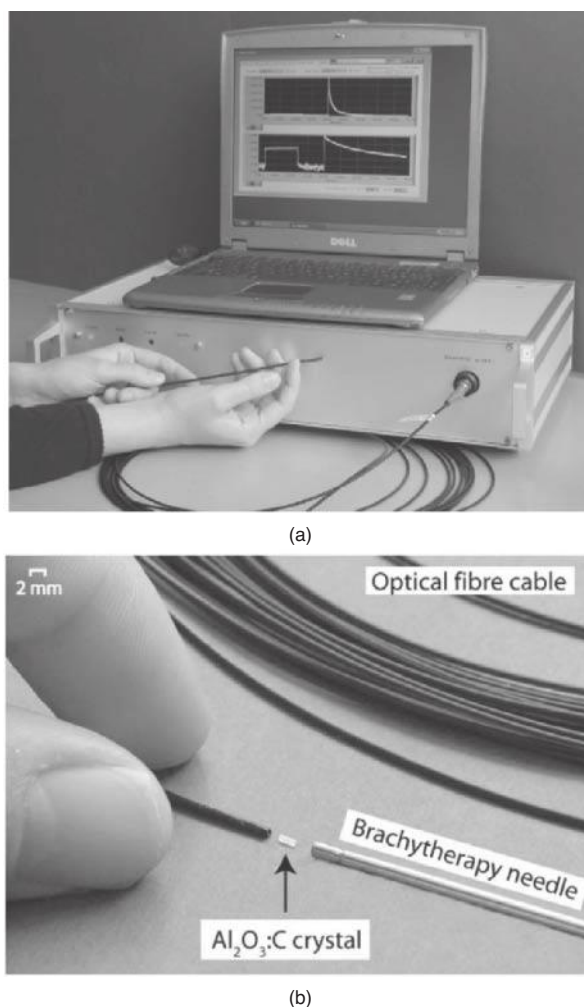 DELL
(a)
2 mm
Optical fibre cable
Brachytherapy needle
Al₂O₃:C crystal
(b)